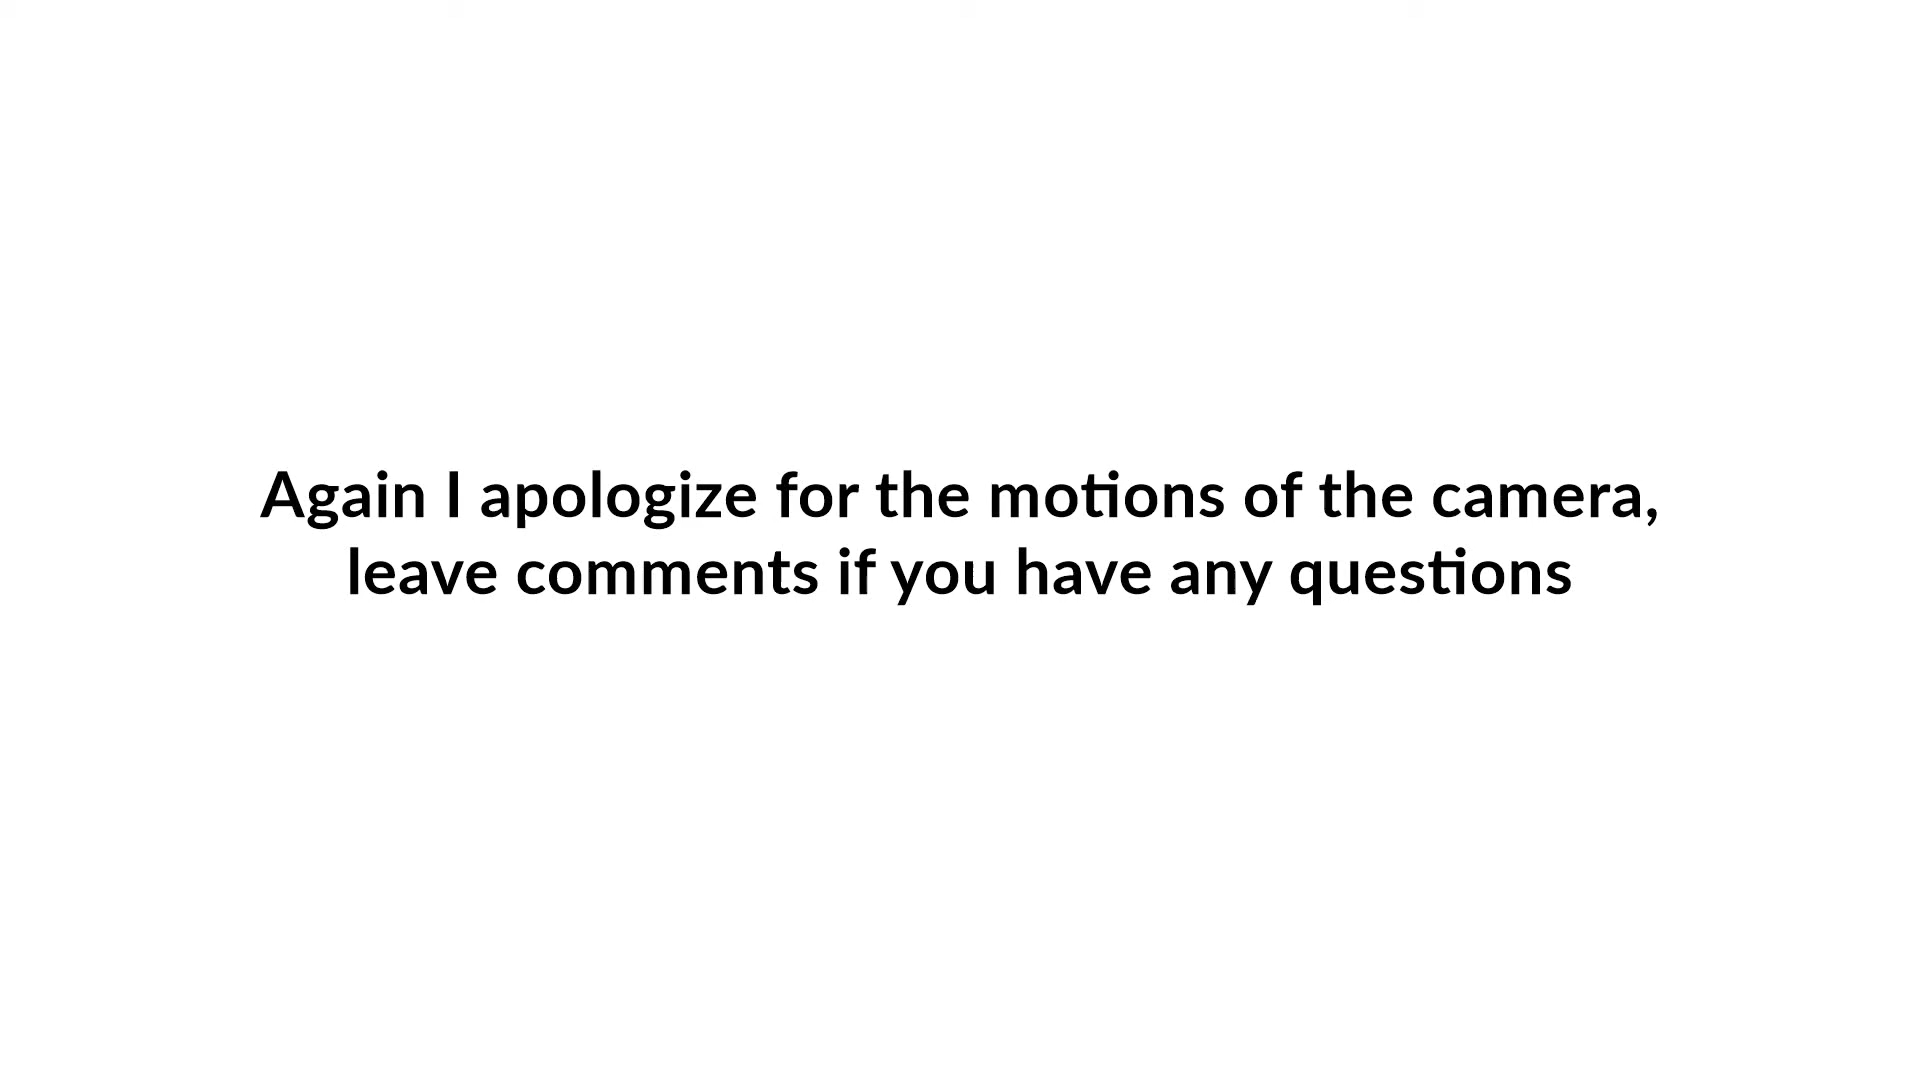 Again I apologize for the motions of the camera,
leave comments if you have any questions